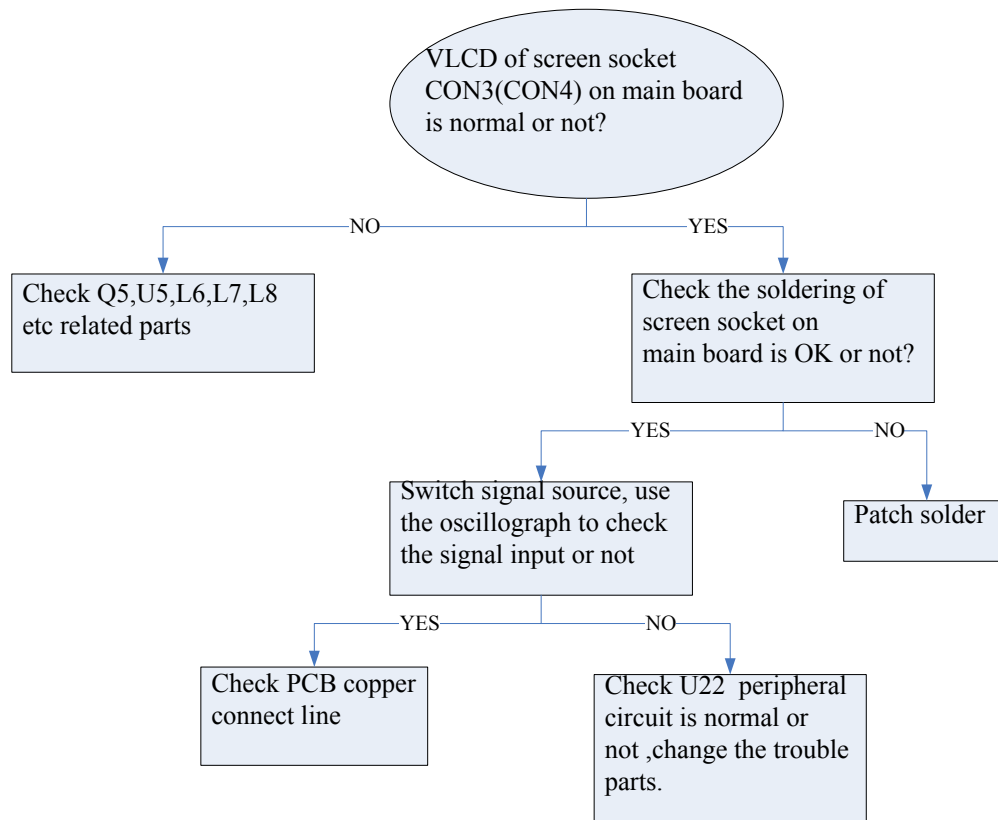 VLCD of screen socket
CON3(CON4) on main board
is normal or not?
NO
YES
Check Q5,U5,L6,L7,L8
etc related parts
Check the soldering of
screen socket on
main board is OK or not?
YES
NO
Switch signal source, use
the oscillograph to check
the signal input or not
Patch solder
YES
NO
Check PCB copper
connect line
Check U22 peripheral
circuit is normal or
not ,change the trouble
parts.